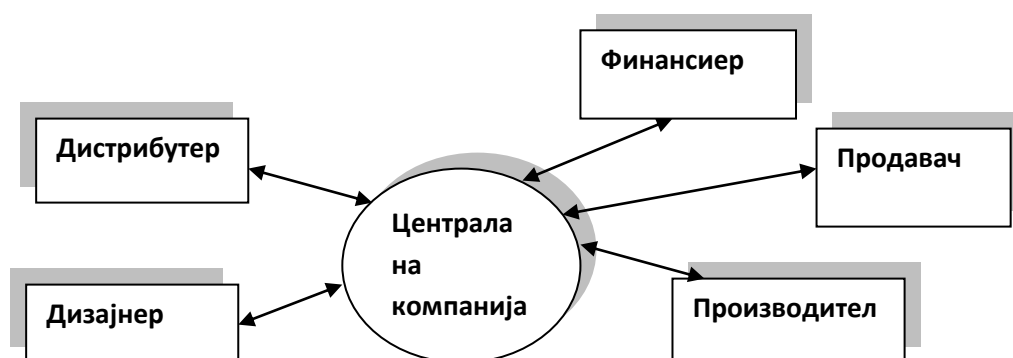 Финансиер
Дистрибутер
Продавач
Централа
на
компанија
Дизајнер
Производител